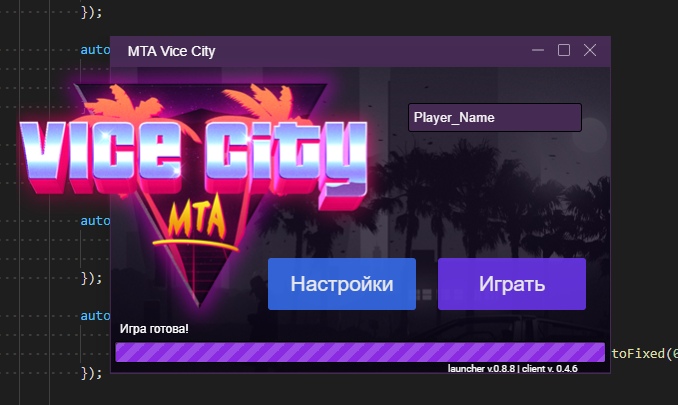 });
auto
MTA Vice City
Player_Name
VICE CITY
MTA
auto
Настройки
Играть
});
auto
Игра готова!
toFixed(0
launcher v.0.8.8 | client v. 0.4.6
});